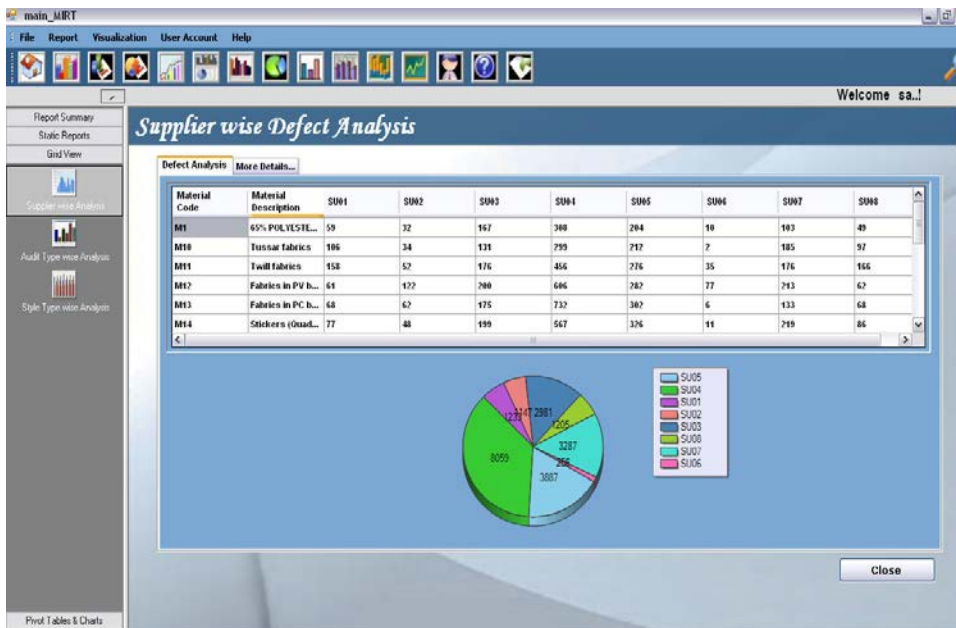 main_MIRT
File Report Visualization User Account Help
Welcome sa..!
Report Summary
Static Reports
Grid View
Supplier wise Analysis
Audit Type wise Analysis
Style Type wise Analysis
Pivot Tables & Charts
Supplier wise Defect Analysis
Defect Analysis More Details...
Material Code Material Description SU01 SU02 SU03 SU04 SU05 SU06 SU07 SU08
M1 65% POLYESTE... 59 32 167 308 204 10 103 49
M10 Tussar fabrics 106 34 131 299 212 2 185 97
M11 Twill fabrics 158 52 176 456 276 35 176 166
M12 Fabries in PV b... 61 122 200 606 282 77 213 62
M13 Fabries in PC b... 68 62 175 732 302 6 133 68
M14 Stickers (Quad... 77 48 199 567 326 11 219 86
1147 2981
1205
3287
8059
3887
SU05
SU04
SU01
SU02
SU03
SU08
SU07
SU06
Close